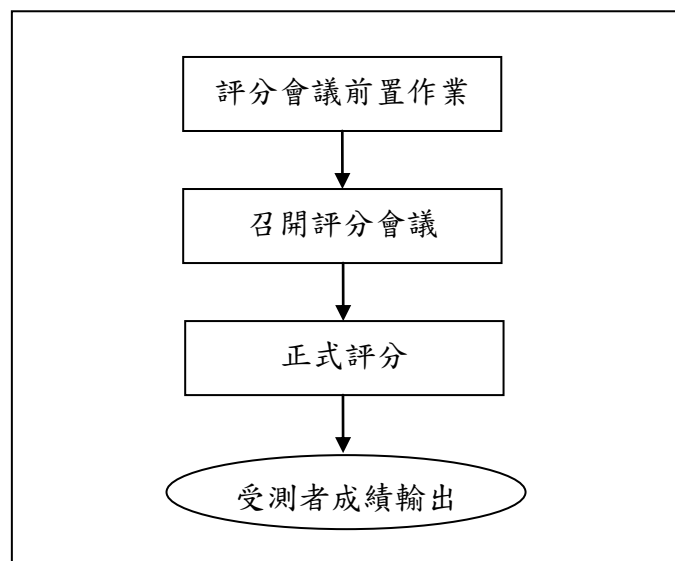 評分會議前置作業
召開評分會議
正式評分
受測者成績輸出